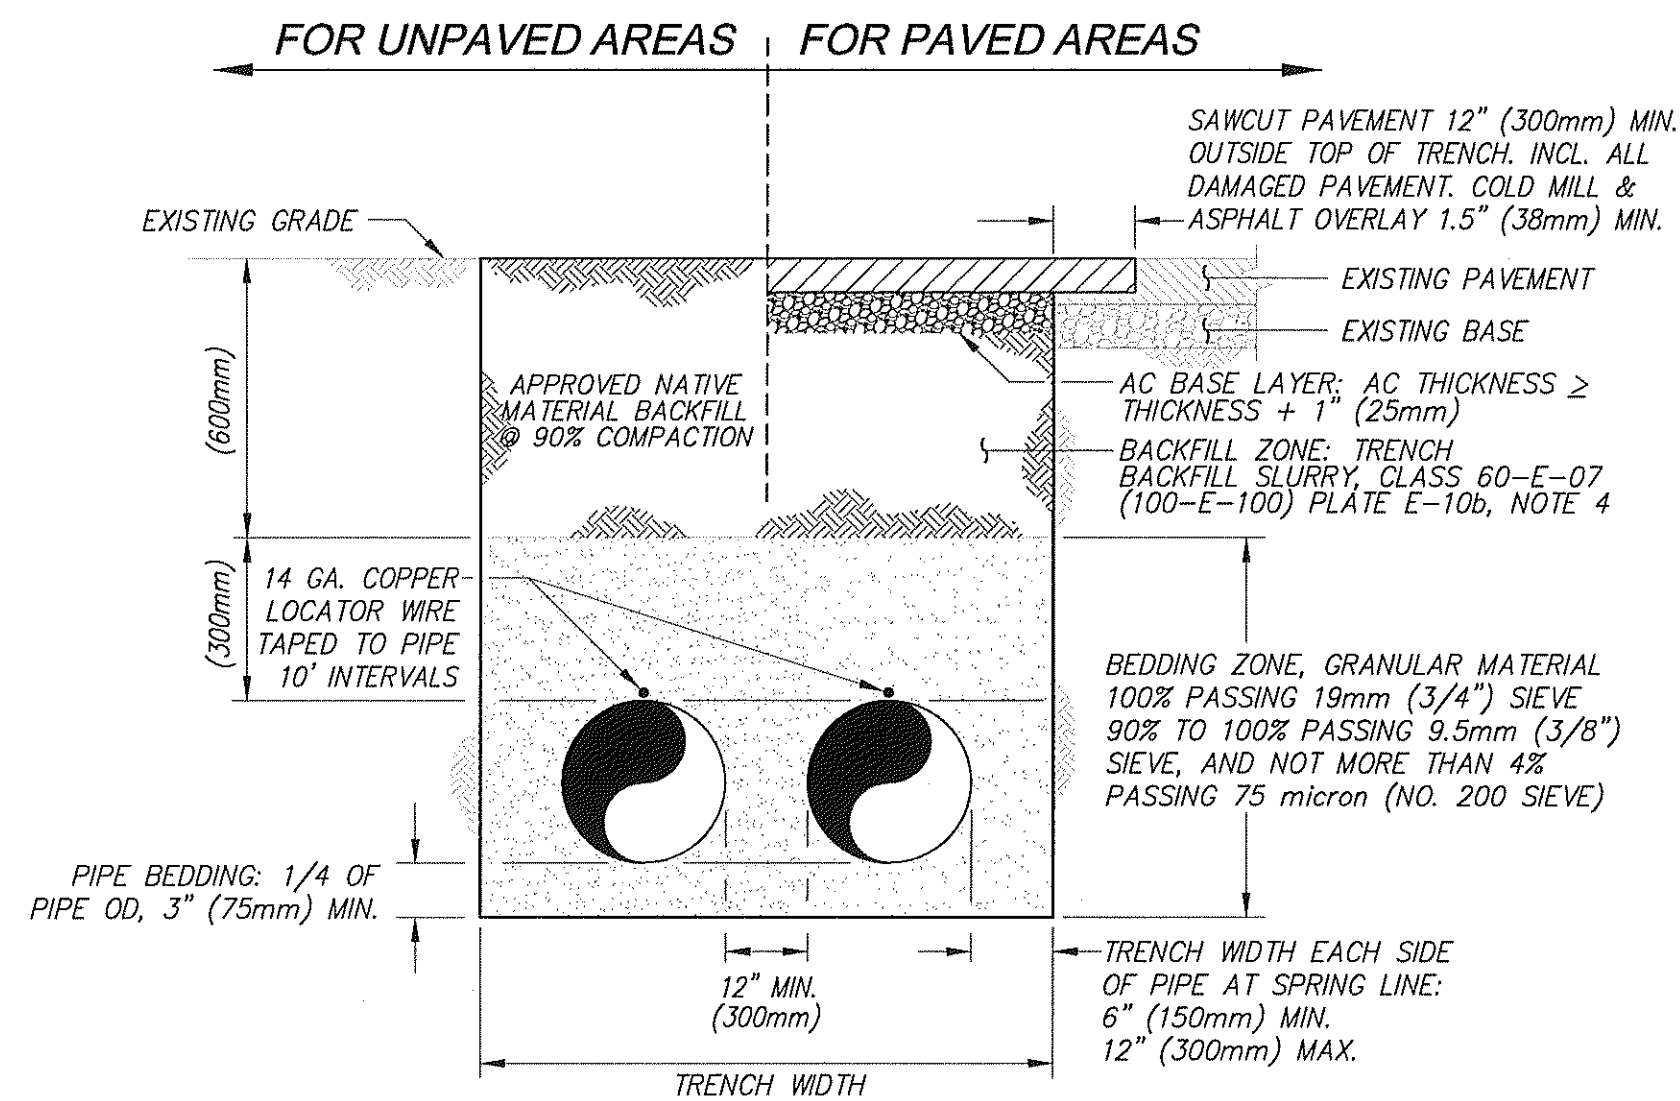 FOR UNPAVED AREAS
FOR PAVED AREAS
SAWCUT PAVEMENT 12" (300mm) MIN.
OUTSIDE TOP OF TRENCH. INCL. ALL
DAMAGED PAVEMENT. COLD MILL &
ASPHALT OVERLAY 1.5" (38mm) MIN.
EXISTING GRADE
EXISTING PAVEMENT
EXISTING BASE
(600mm)
APPROVED NATIVE
MATERIAL BACKFILL
@ 90% COMPACTION
AC BASE LAYER: AC THICKNESS ≥
THICKNESS + 1" (25mm)
BACKFILL ZONE: TRENCH
BACKFILL SLURRY, CLASS 60-E-07
(100-E-100) PLATE E-10b, NOTE 4
(300mm)
14 GA. COPPER
LOCATOR WIRE
TAPED TO PIPE
10' INTERVALS
BEDDING ZONE, GRANULAR MATERIAL
100% PASSING 19mm (3/4") SIEVE
90% TO 100% PASSING 9.5mm (3/8")
SIEVE, AND NOT MORE THAN 4%
PASSING 75 micron (NO. 200 SIEVE)
PIPE BEDDING: 1/4 OF
PIPE OD, 3" (75mm) MIN.
12" MIN.
(300mm)
TRENCH WIDTH EACH SIDE
OF PIPE AT SPRING LINE:
6" (150mm) MIN.
12" (300mm) MAX.
TRENCH WIDTH